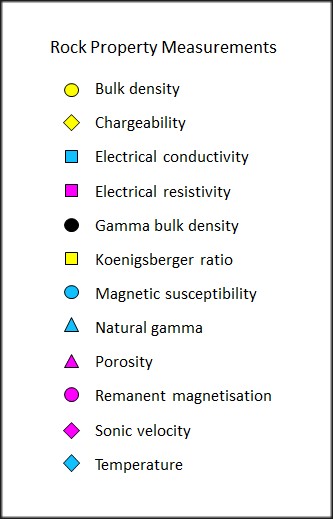 Rock Property Measurements
Bulk density
Chargeability
Electrical conductivity
Electrical resistivity
Gamma bulk density
Koenigsberger ratio
Magnetic susceptibility
Natural gamma
Porosity
Remanent magnetisation
Sonic velocity
Temperature